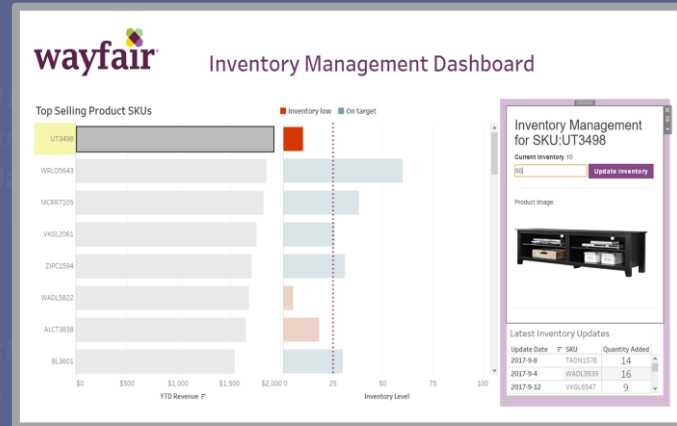 wayfair
Inventory Management Dashboard
Top Selling Product SKUs
Inventory low On target
UT3498
WRLD5643
MCRR7105
VKGL2061
ZIPC1594
WADL5822
ALCT3838
BL3601
$0 $500 $1,000 $1,500 $2,000
YTD Revenue
0 25 50 75 100
Inventory Level
Inventory Management
for SKU:UT3498
Current Inventory 10
Update Inventory
Product Image:
Latest Inventory Updates
Update Date SKU Quantity Added
2017-9-8 TADN1576 14
2017-9-4 WADL3939 16
2017-9-12 VKGL6547 9